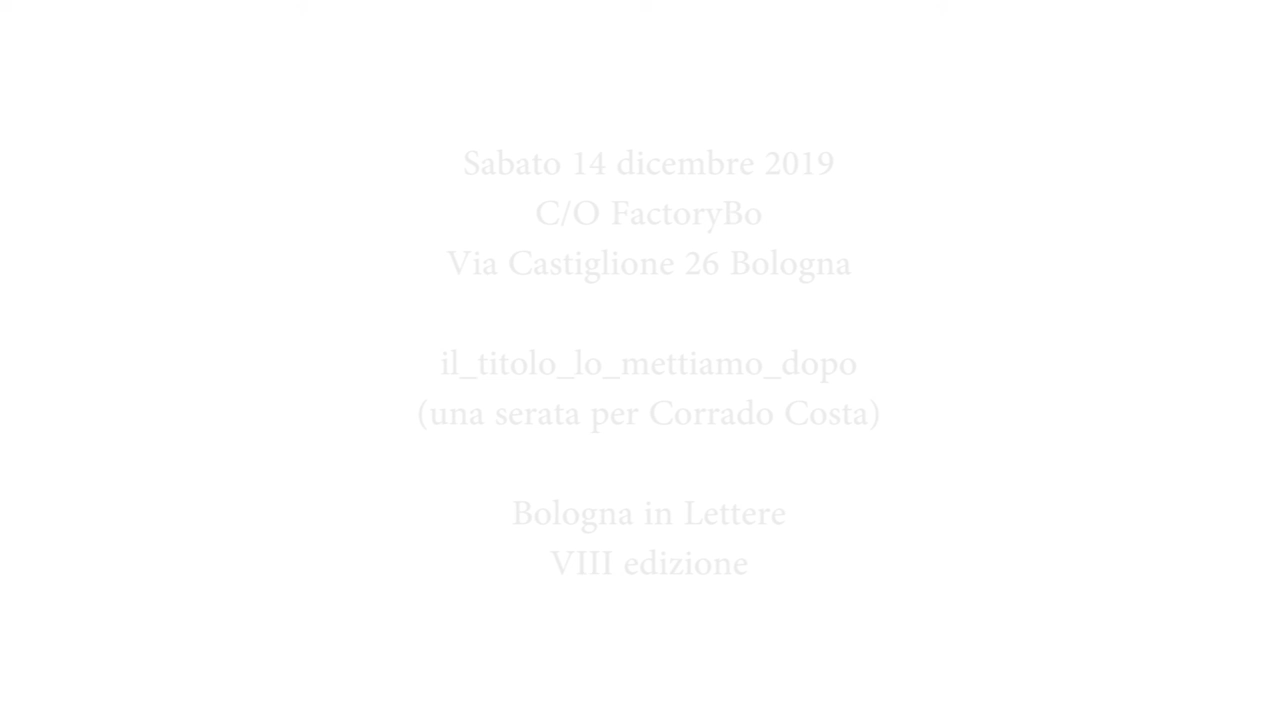 Sabato 14 dicembre 2019
C/O FactoryBo
Via Castiglione 26 Bologna
il_titolo_lo_mettiamo_dopo
(una serata per Corrado Costa)
Bologna in Lettere
VIII edizione